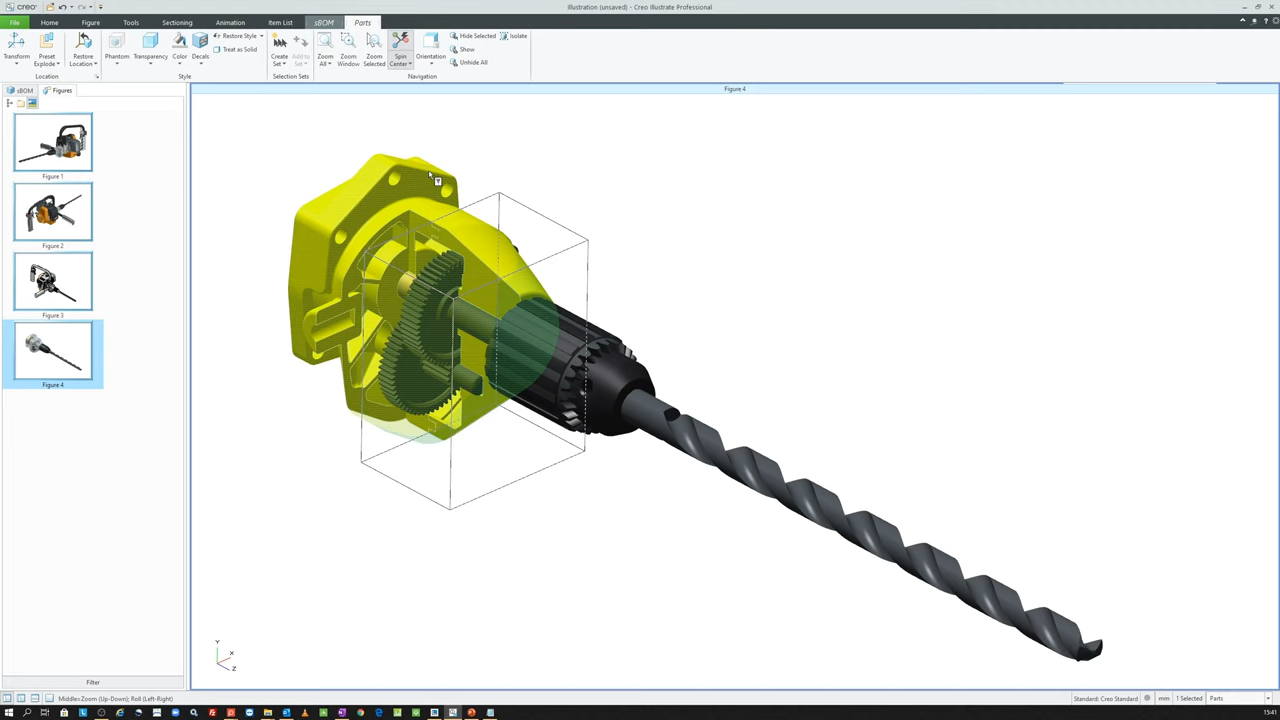 creo
Illustration (unsaved) - Creo Illustrate Professional
File Home Figure Tools Sectioning Animation Item List sBOM Parts
Transform Preset Explode Restore Location Phantom Transparency Color Decals Restore Style Treat as Solid Create Set Add to Set Zoom All Zoom Window Zoom Selected Spin Center Orientation Hide Selected Isolate Show Unhide All
Location Style Selection Sets Navigation
sBOM Figures
Figure 4
Figure 1
Figure 2
Figure 3
Figure 4
Y
X
Z
Filter
Middle=Zoom (Up-Down); Roll (Left-Right) Standard: Creo Standard mm 1 Selected Parts
15:41